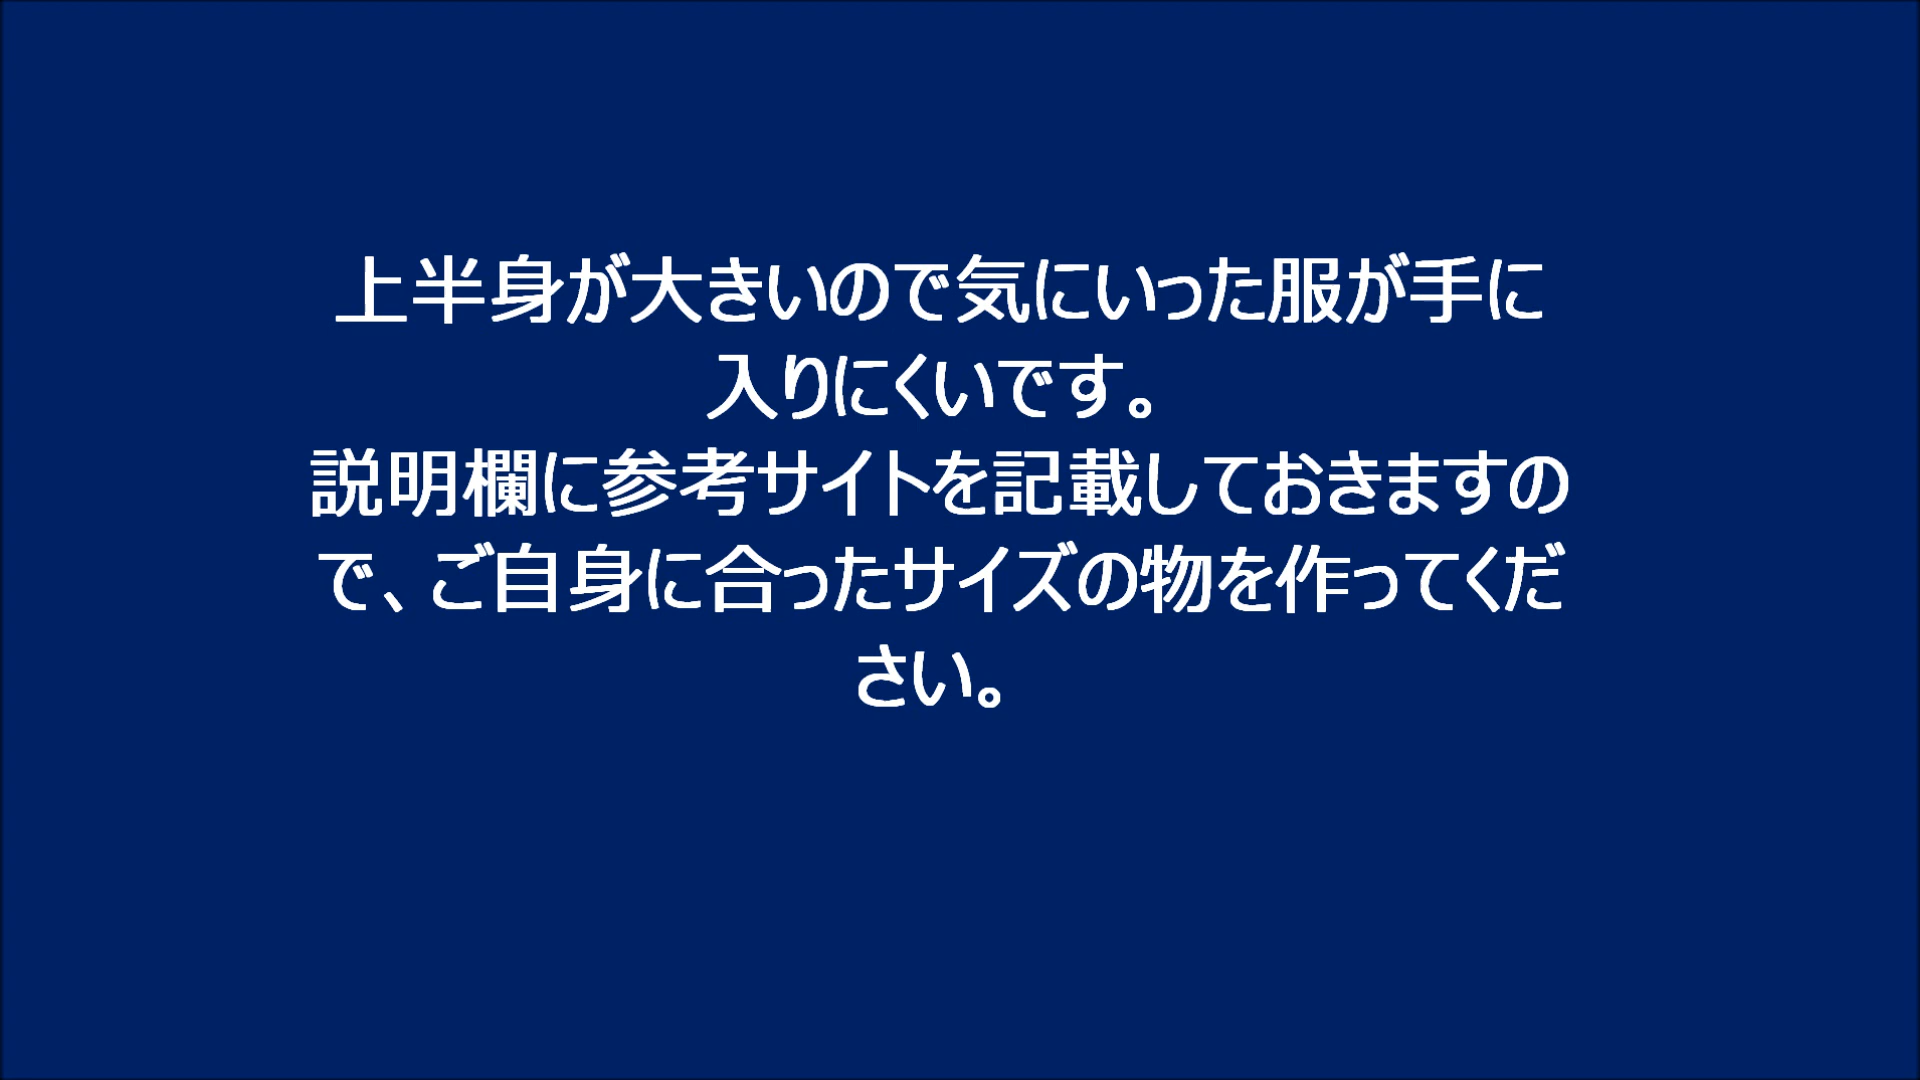 上半身が大きいので気にいった服が手に
入りにくいです。
説明欄に参考サイトを記載しておきますの
で、ご自身に合ったサイズの物を作ってくだ
さい。